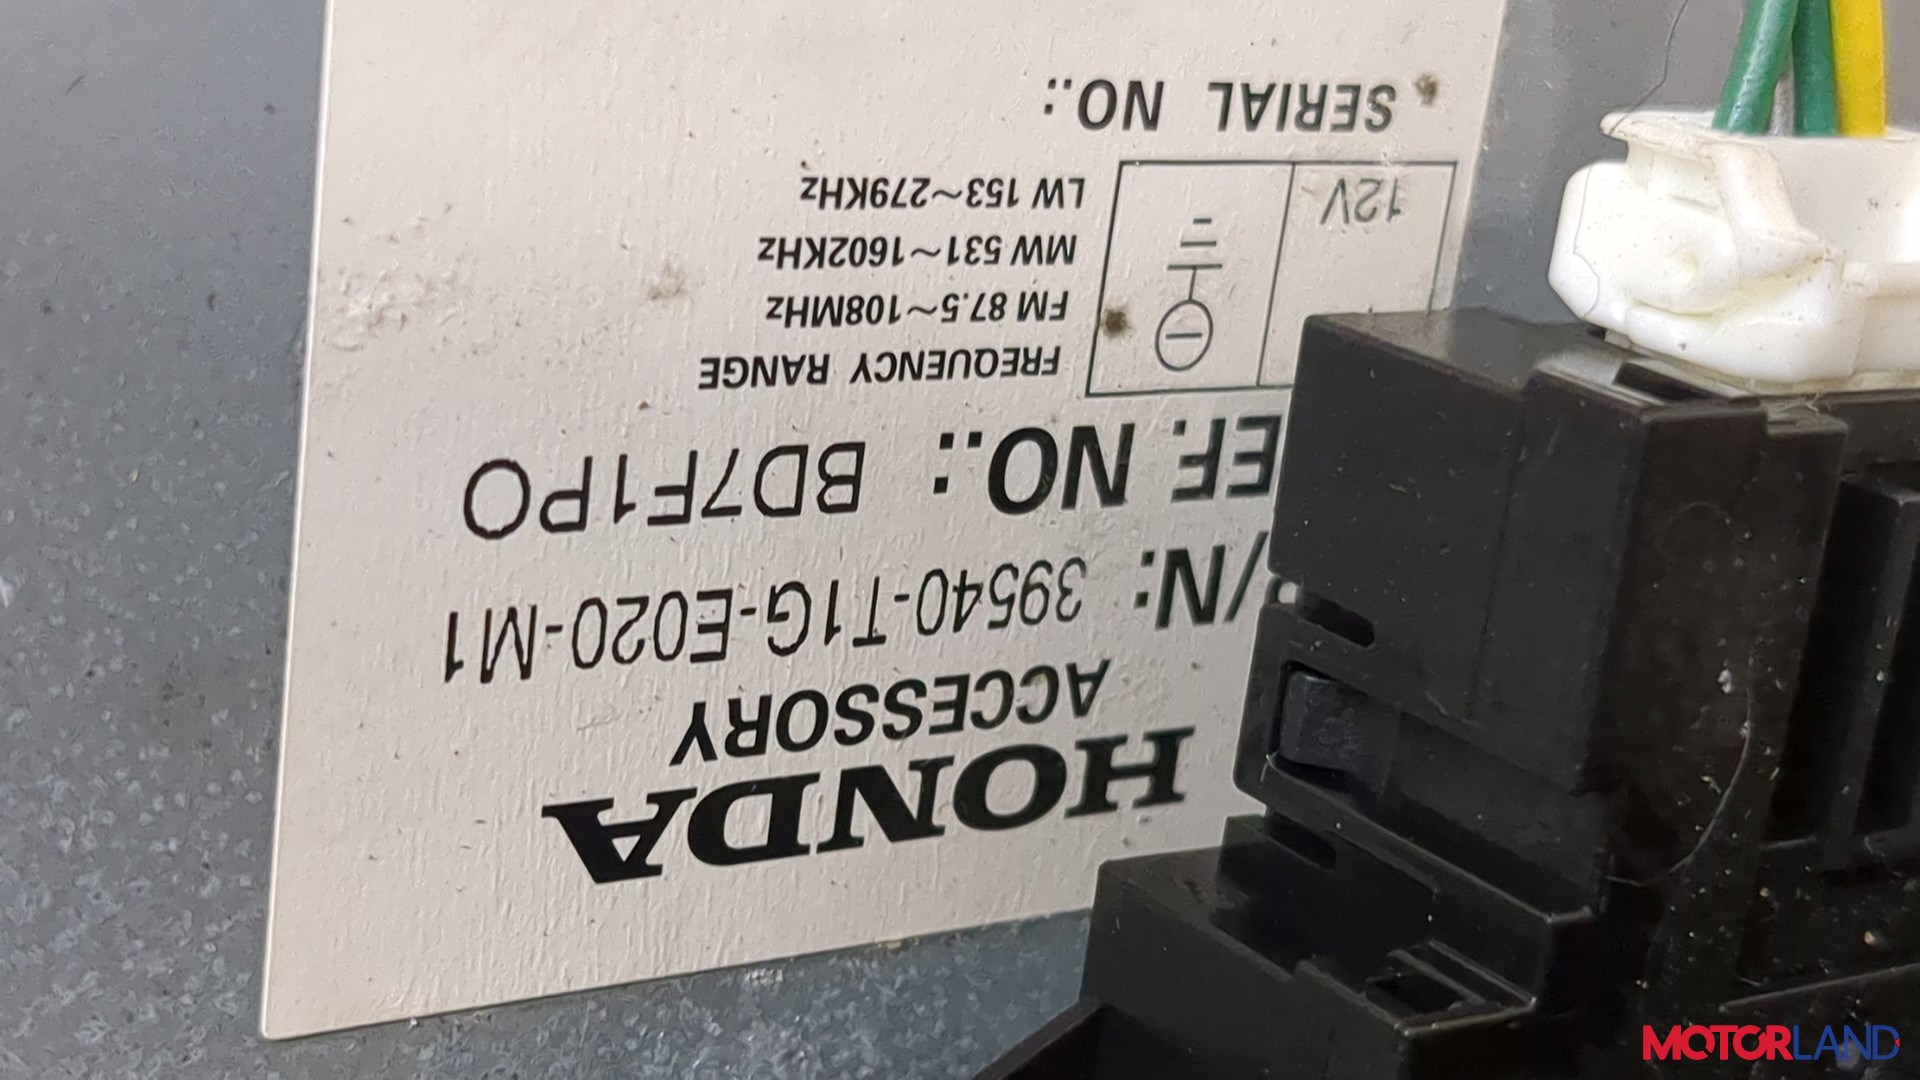 HONDA
ACCESSORY
/N: 39540-T1G-E020-M1
EF. NO.: BD7F1PO
FREQUENCY RANGE
FM 87.5~108MHz
MW 531~1602KHz
LW 153~279KHz
12V
SERIAL NO.:
MOTORLAND